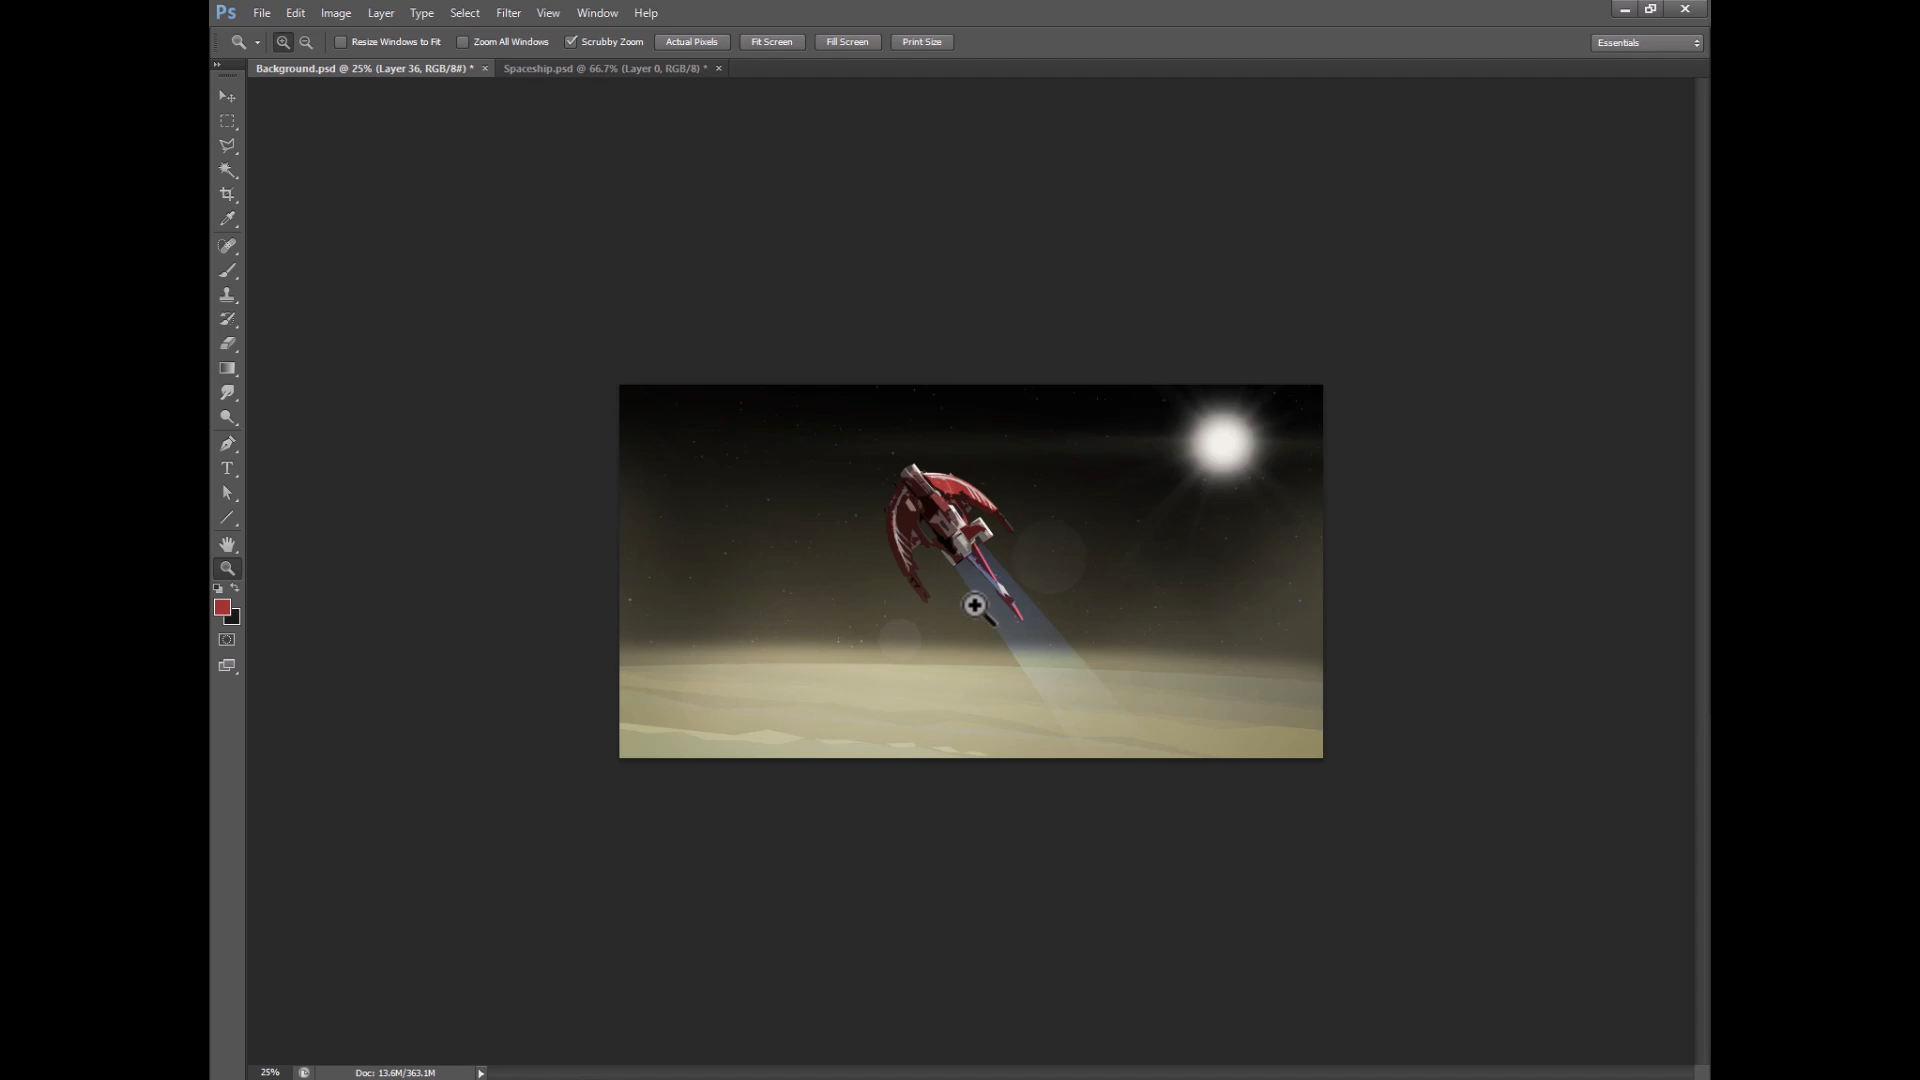 Ps File Edit Image Layer Type Select Filter View Window Help
Resize Windows to Fit Zoom All Windows Scrubby Zoom Actual Pixels Fit Screen Fill Screen Print Size Essentials
Background.psd @ 25% (Layer 36, RGB/8#) * Spaceship.psd @ 66.7% (Layer 0, RGB/8) *
T
25% Doc: 13.6M/363.1M